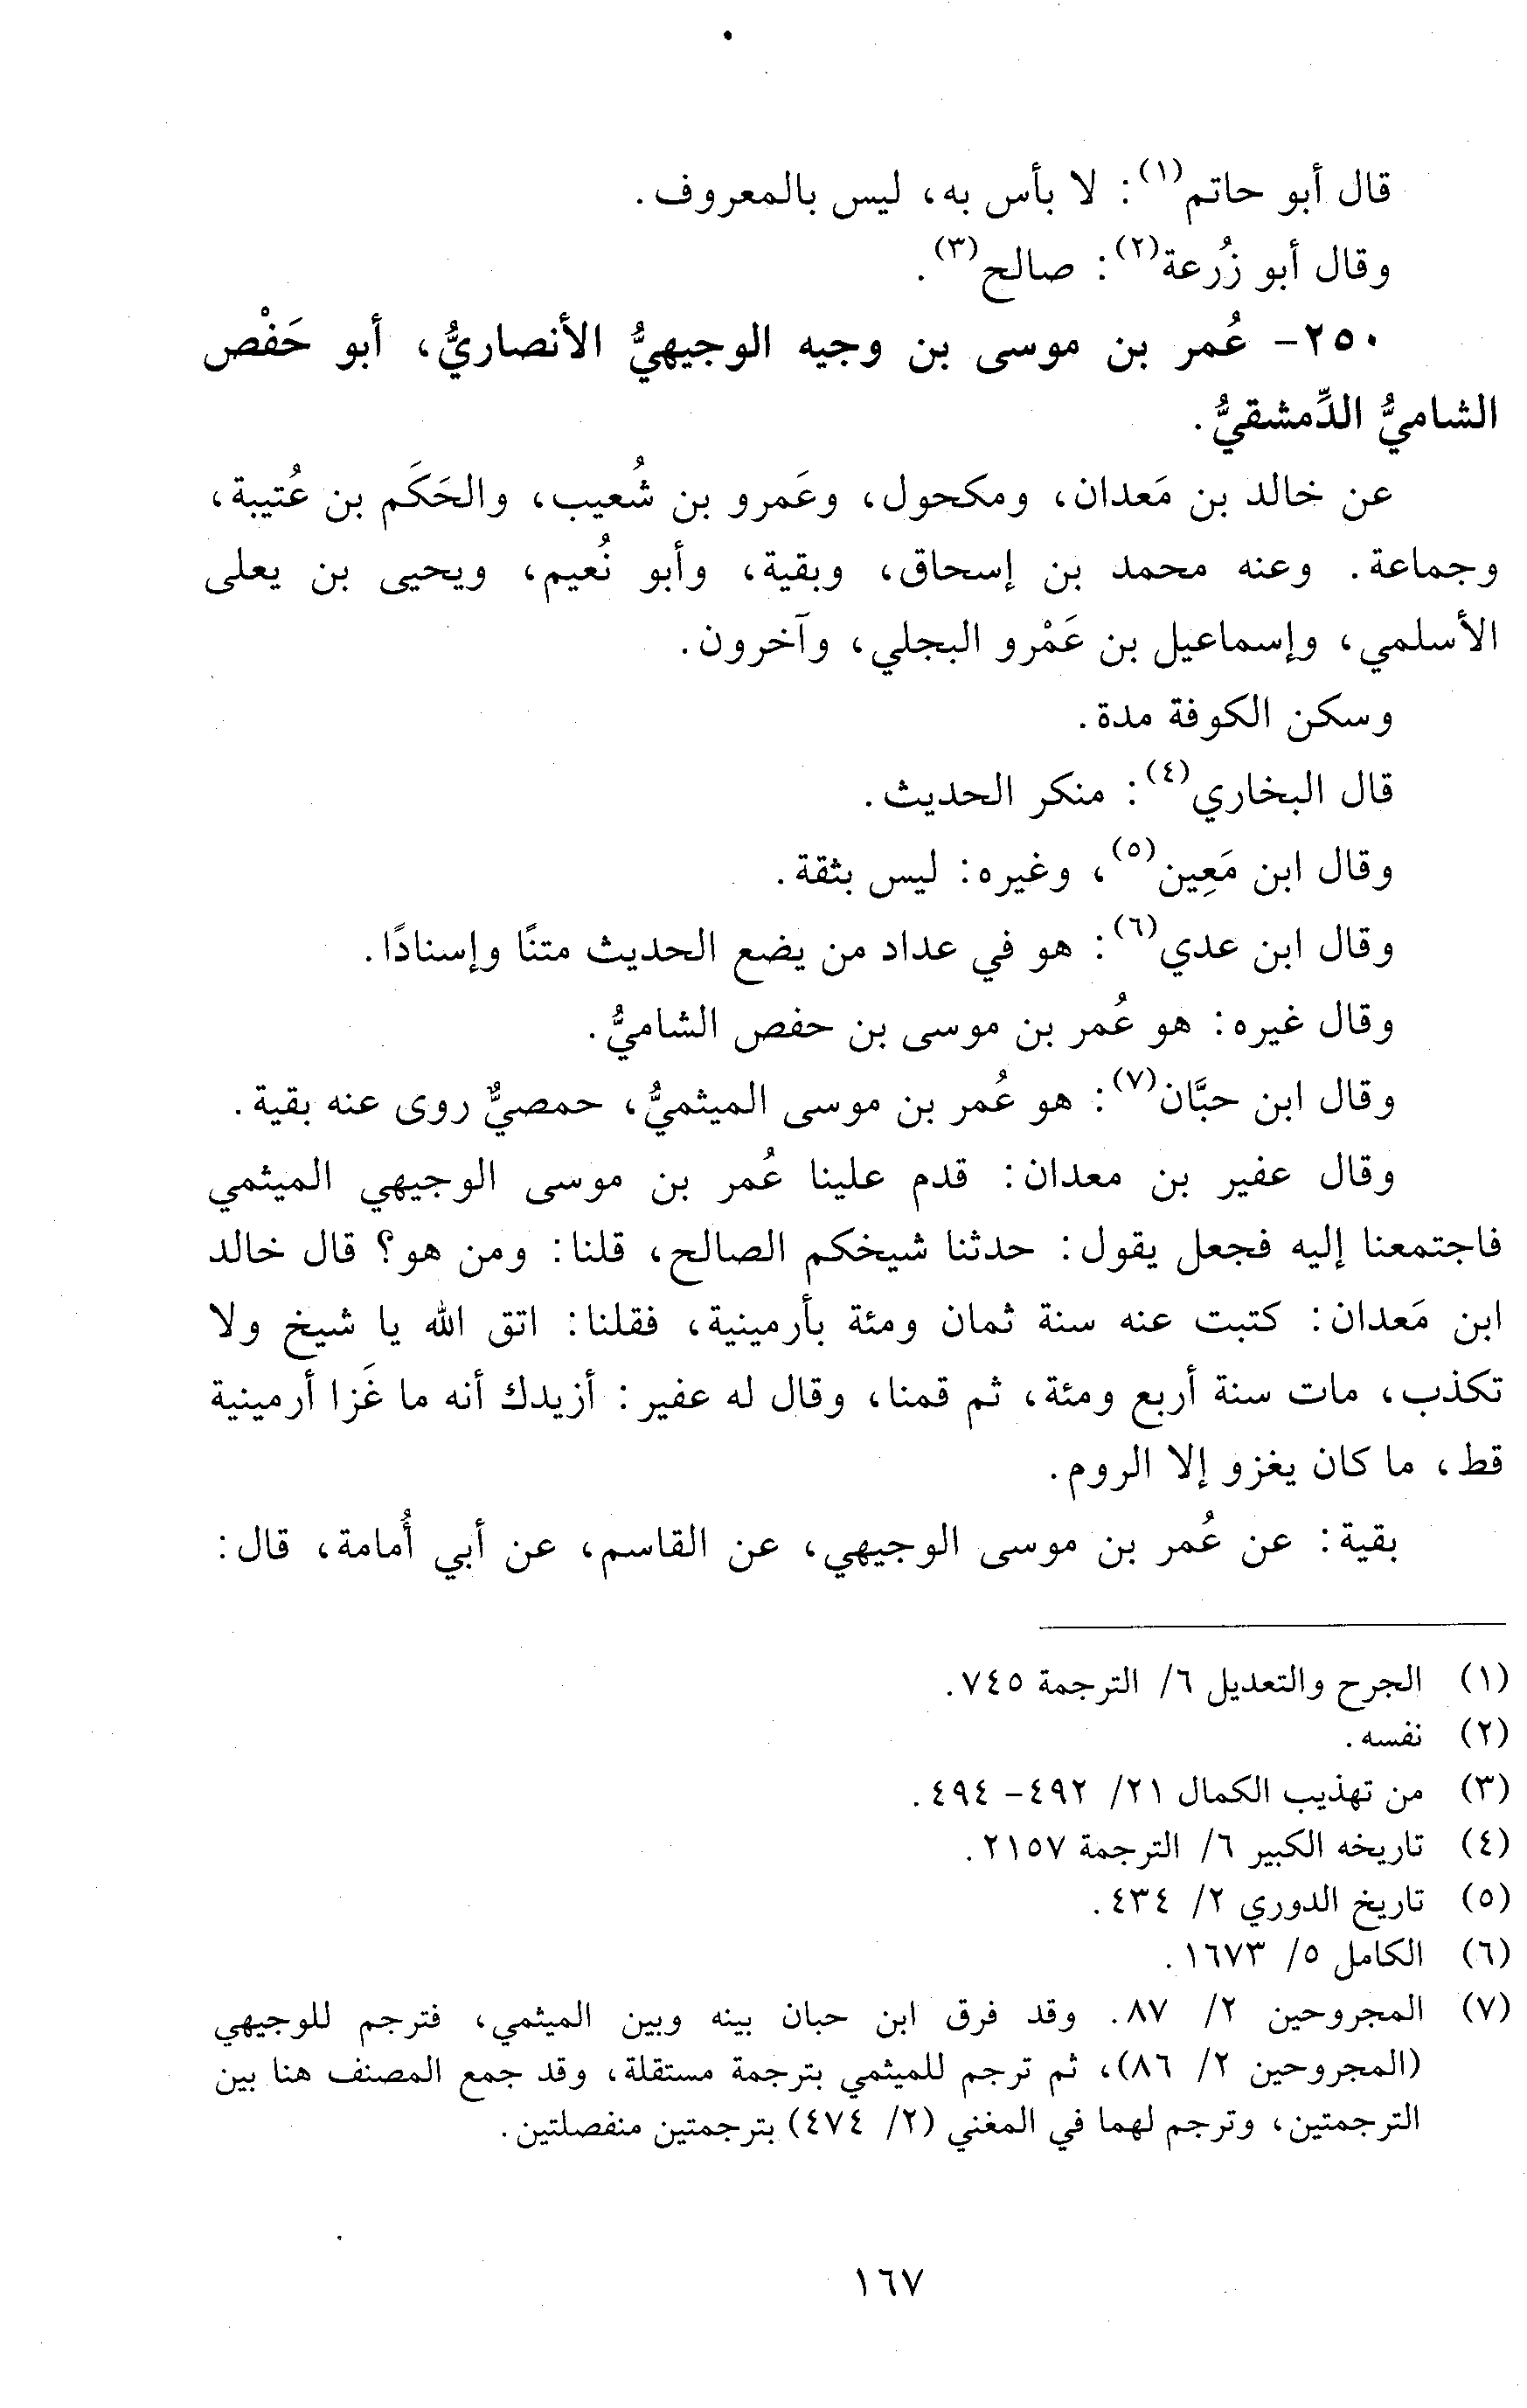 قال أبو حاتم(١): لا بأس به، ليس بالمعروف.
وقال أبو زُرعة(٢): صالح(٣).
٢٥٠- عُمر بن موسى بن وجيه الوجيهيُّ الأنصاريُّ، أبو حَفْص
الشاميُّ الدِّمشقيُّ.
عن خالد بن مَعدان، ومكحول، وعَمرو بن شُعيب، والحَكَم بن عُتيبة،
وجماعة. وعنه محمد بن إسحاق، وبقية، وأبو نُعيم، ويحيى بن يعلى
الأسلمي، وإسماعيل بن عَمْرو البجلي، وآخرون.
وسكن الكوفة مدة.
قال البخاري(٤): منكر الحديث.
وقال ابن مَعِين(٥)، وغيره: ليس بثقة.
وقال ابن عدي(٦): هو في عداد من يضع الحديث متنًا وإسنادًا.
وقال غيره: هو عُمر بن موسى بن حفص الشاميُّ.
وقال ابن حبَّان(٧): هو عُمر بن موسى الميثميُّ، حمصيٌّ روى عنه بقية.
وقال عفير بن معدان: قدم علينا عُمر بن موسى الوجيهي الميثمي
فاجتمعنا إليه فجعل يقول: حدثنا شيخكم الصالح، قلنا: ومن هو؟ قال خالد
ابن مَعدان: كتبت عنه سنة ثمان ومئة بأرمينية، فقلنا: اتق الله يا شيخ ولا
تكذب، مات سنة أربع ومئة، ثم قمنا، وقال له عفير: أزيدك أنه ما غَزا أرمينية
قط، ما كان يغزو إلا الروم.
بقية: عن عُمر بن موسى الوجيهي، عن القاسم، عن أبي أُمامة، قال:
(١) الجرح والتعديل ٦/ الترجمة ٧٤٥.
(٢) نفسه.
(٣) من تهذيب الكمال ٢١/ ٤٩٢- ٤٩٤.
(٤) تاريخه الكبير ٦/ الترجمة ٢١٥٧.
(٥) تاريخ الدوري ٢/ ٤٣٤.
(٦) الكامل ٥/ ١٦٧٣.
(٧) المجروحين ٢/ ٨٧. وقد فرق ابن حبان بينه وبين الميثمي، فترجم للوجيهي
(المجروحين ٢/ ٨٦)، ثم ترجم للميثمي بترجمة مستقلة، وقد جمع المصنف هنا بين
الترجمتين، وترجم لهما في المغني (٢/ ٤٧٤) بترجمتين منفصلتين.
١٦٧